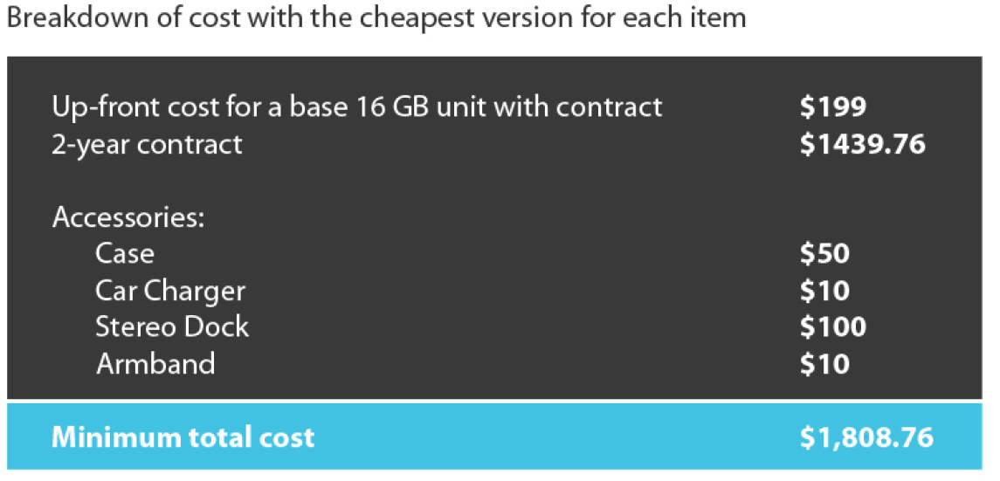 Breakdown of cost with the cheapest version for each item
Up-front cost for a base 16 GB unit with contract $199
2-year contract $1439.76
Accessories:
Case $50
Car Charger $10
Stereo Dock $100
Armband $10
Minimum total cost $1,808.76